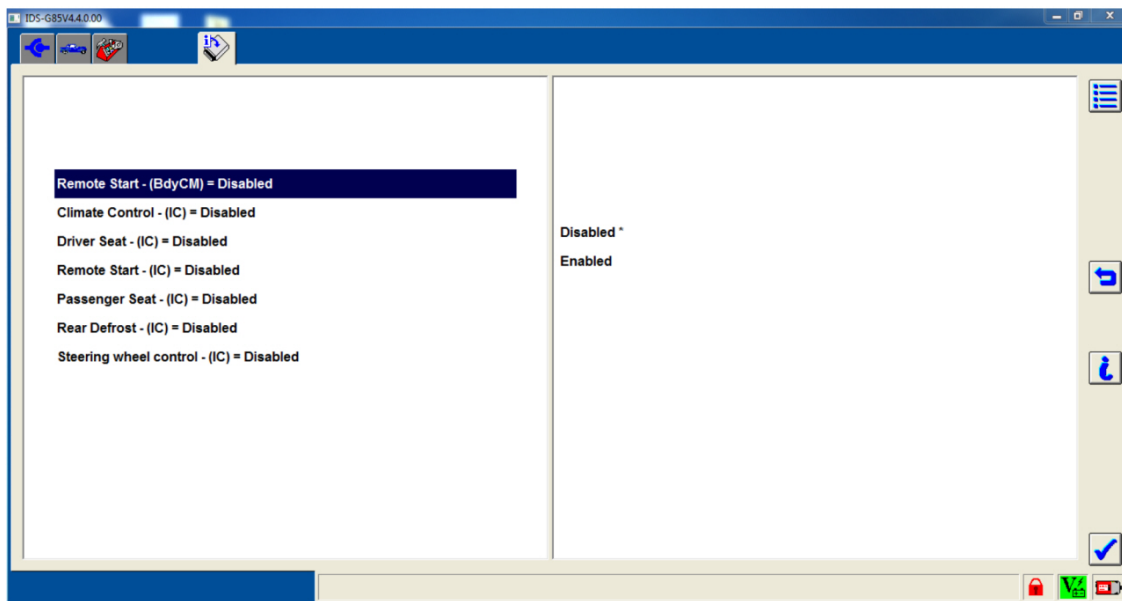 IDS-G85V4.4.0.00
Remote Start - (BdyCM) = Disabled
Climate Control - (IC) = Disabled
Driver Seat - (IC) = Disabled
Remote Start - (IC) = Disabled
Passenger Seat - (IC) = Disabled
Rear Defrost - (IC) = Disabled
Steering wheel control - (IC) = Disabled
Disabled *
Enabled